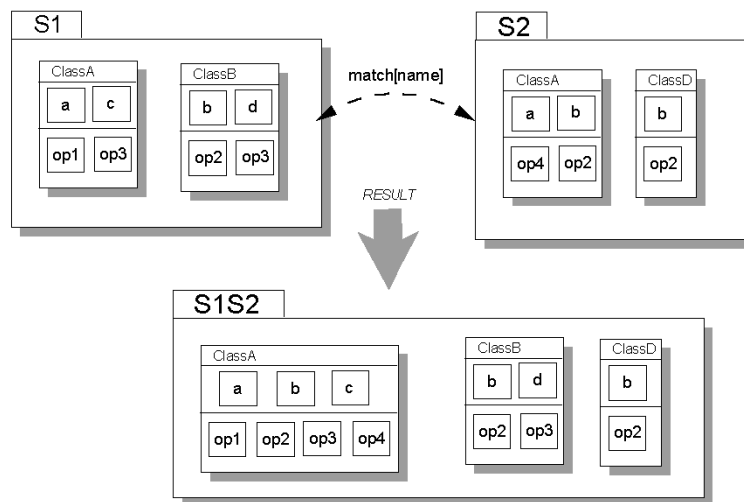 S1
S2
ClassA
ClassB
match[name]
ClassA
ClassD
a c
b d
a b
b
op1 op3
op2 op3
op4 op2
op2
RESULT
S1S2
ClassA
ClassB
ClassD
a b c
b d
b
op1 op2 op3 op4
op2 op3
op2